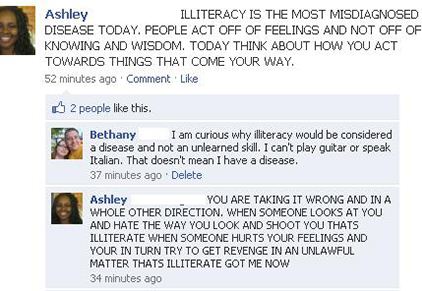 Ashley ILLITERACY IS THE MOST MISDIAGNOSED
DISEASE TODAY. PEOPLE ACT OFF OF FEELINGS AND NOT OFF OF
KNOWING AND WISDOM. TODAY THINK ABOUT HOW YOU ACT
TOWARDS THINGS THAT COME YOUR WAY.
52 minutes ago · Comment · Like
2 people like this.
Bethany I am curious why illiteracy would be considered
a disease and not an unlearned skill. I can't play guitar or speak
Italian. That doesn't mean I have a disease.
37 minutes ago · Delete
Ashley YOU ARE TAKING IT WRONG AND IN A
WHOLE OTHER DIRECTION. WHEN SOMEONE LOOKS AT YOU
AND HATE THE WAY YOU LOOK AND SHOOT YOU THATS
ILLITERATE WHEN SOMEONE HURTS YOUR FEELINGS AND
YOUR IN TURN TRY TO GET REVENGE IN AN UNLAWFUL
MATTER THATS ILLITERATE GOT ME NOW
34 minutes ago